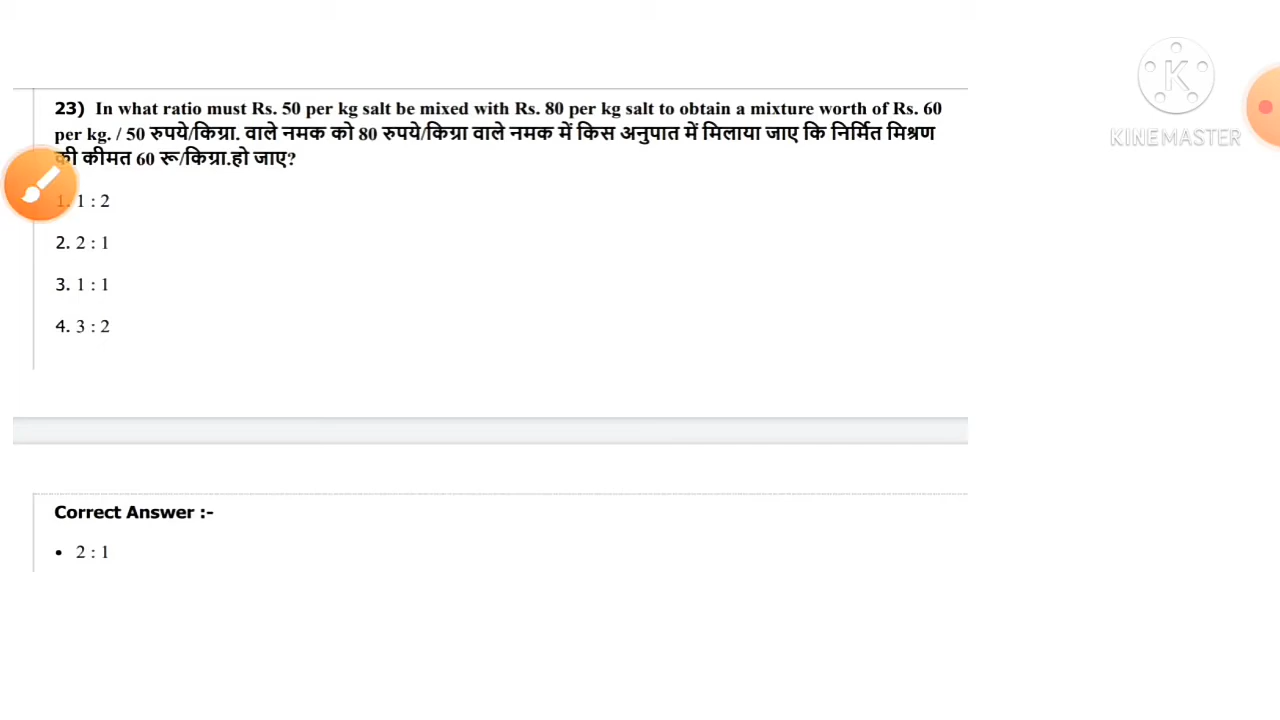 KINEMASTER
23) In what ratio must Rs. 50 per kg salt be mixed with Rs. 80 per kg salt to obtain a mixture worth of Rs. 60
per kg. / 50 रुपये/किग्रा. वाले नमक को 80 रुपये/किग्रा वाले नमक में किस अनुपात में मिलाया जाए कि निर्मित मिश्रण
की कीमत 60 रू/किग्रा.हो जाए?
1. 1 : 2
2. 2 : 1
3. 1 : 1
4. 3 : 2
Correct Answer :-
• 2 : 1